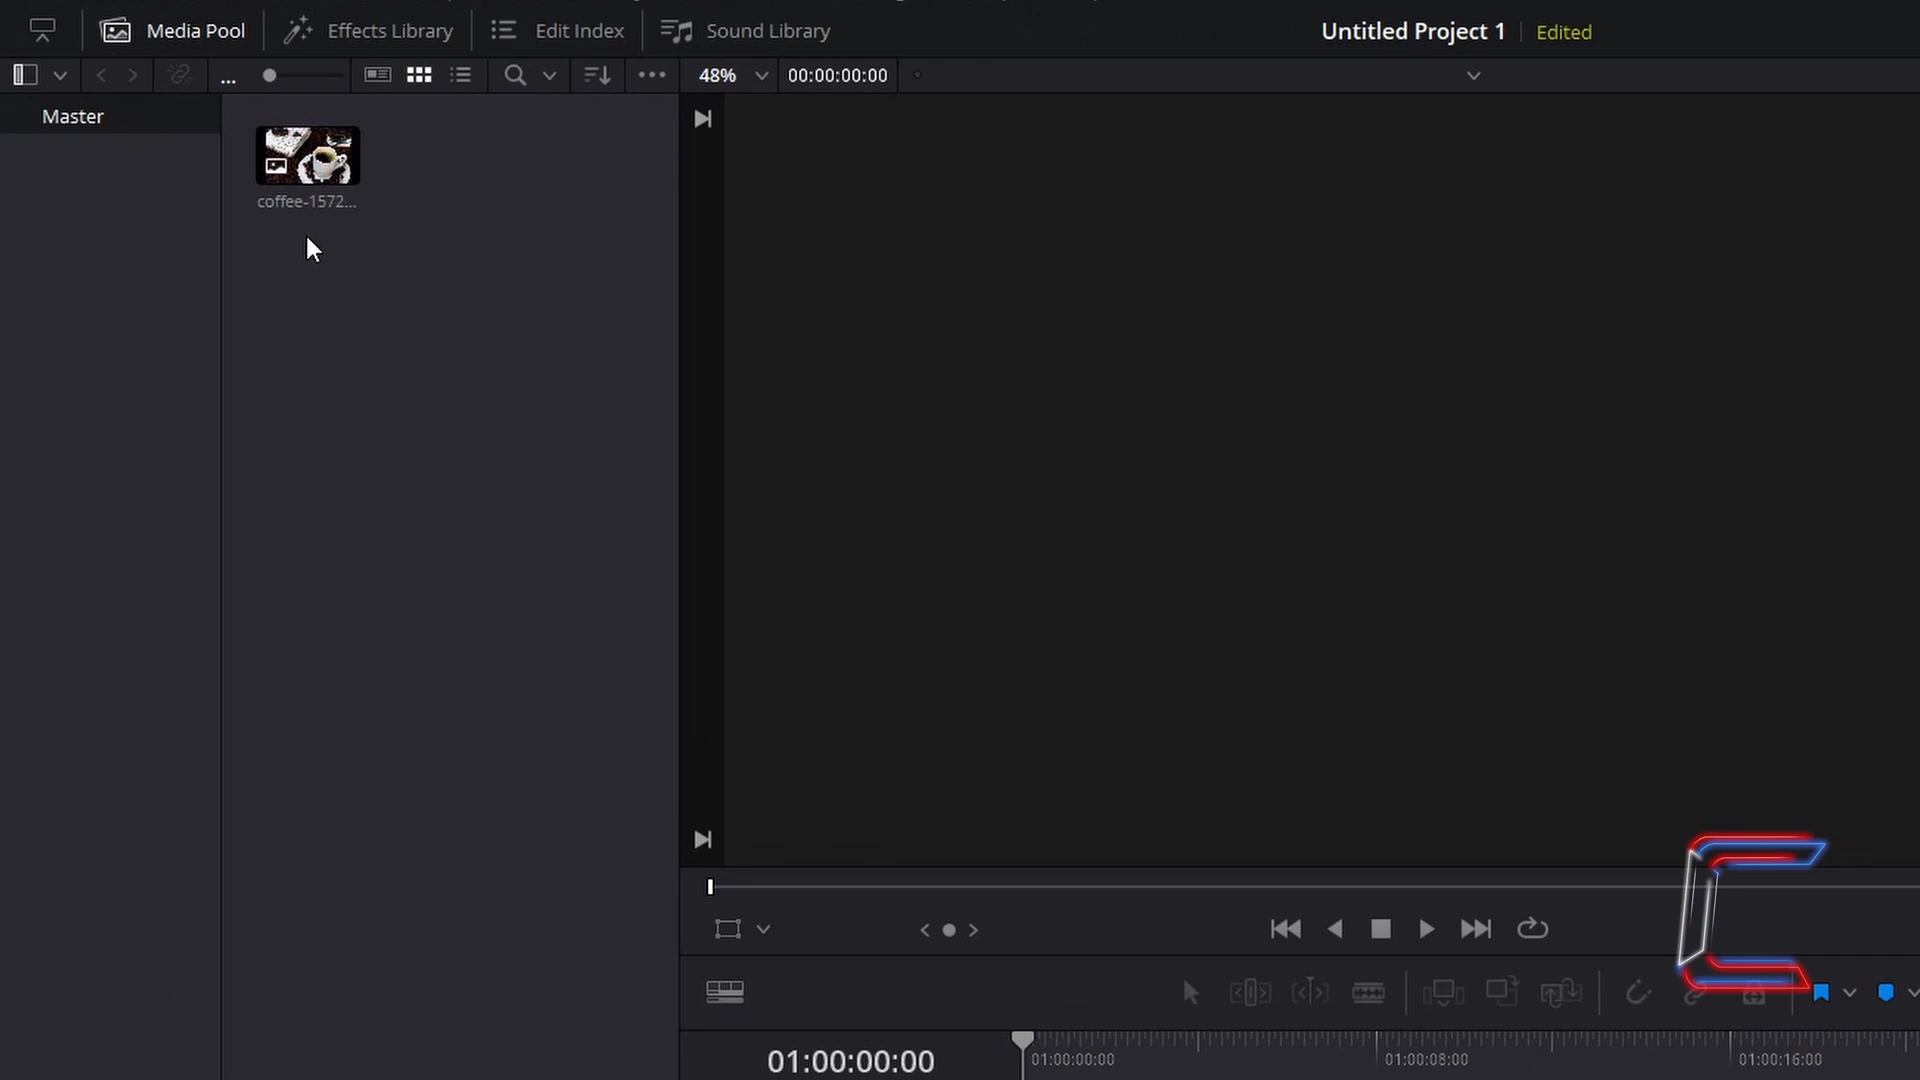 Media Pool
Effects Library
Edit Index
Sound Library
Untitled Project 1
Edited
...
48%
00:00:00:00
Master
coffee-1572...
01:00:00:00
01:00:00:00
01:00:08:00
01:00:16:00